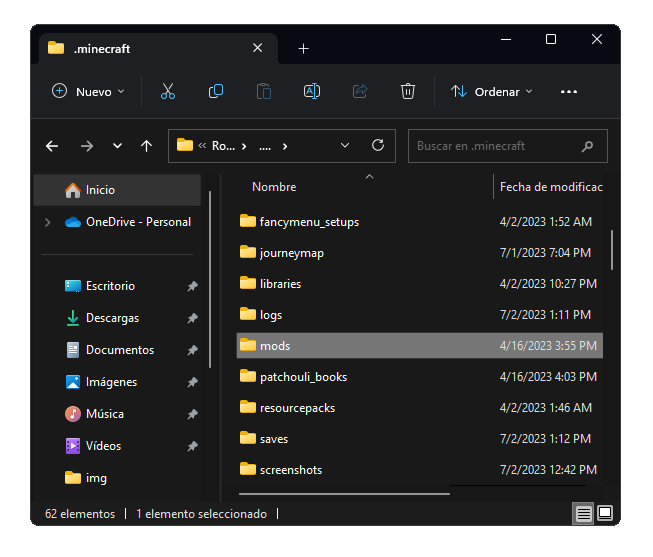 .minecraft
Nuevo
Ordenar
« Ro... › .... ›
Buscar en .minecraft
Inicio
OneDrive - Personal
Escritorio
Descargas
Documentos
Imágenes
Música
Vídeos
img
Nombre Fecha de modificac
fancymenu_setups 4/2/2023 1:52 AM
journeymap 7/1/2023 7:04 PM
libraries 4/2/2023 10:27 PM
logs 7/2/2023 1:11 PM
mods 4/16/2023 3:55 PM
patchouli_books 4/16/2023 4:03 PM
resourcepacks 4/2/2023 1:46 AM
saves 7/2/2023 1:12 PM
screenshots 7/2/2023 12:42 PM
62 elementos | 1 elemento seleccionado |